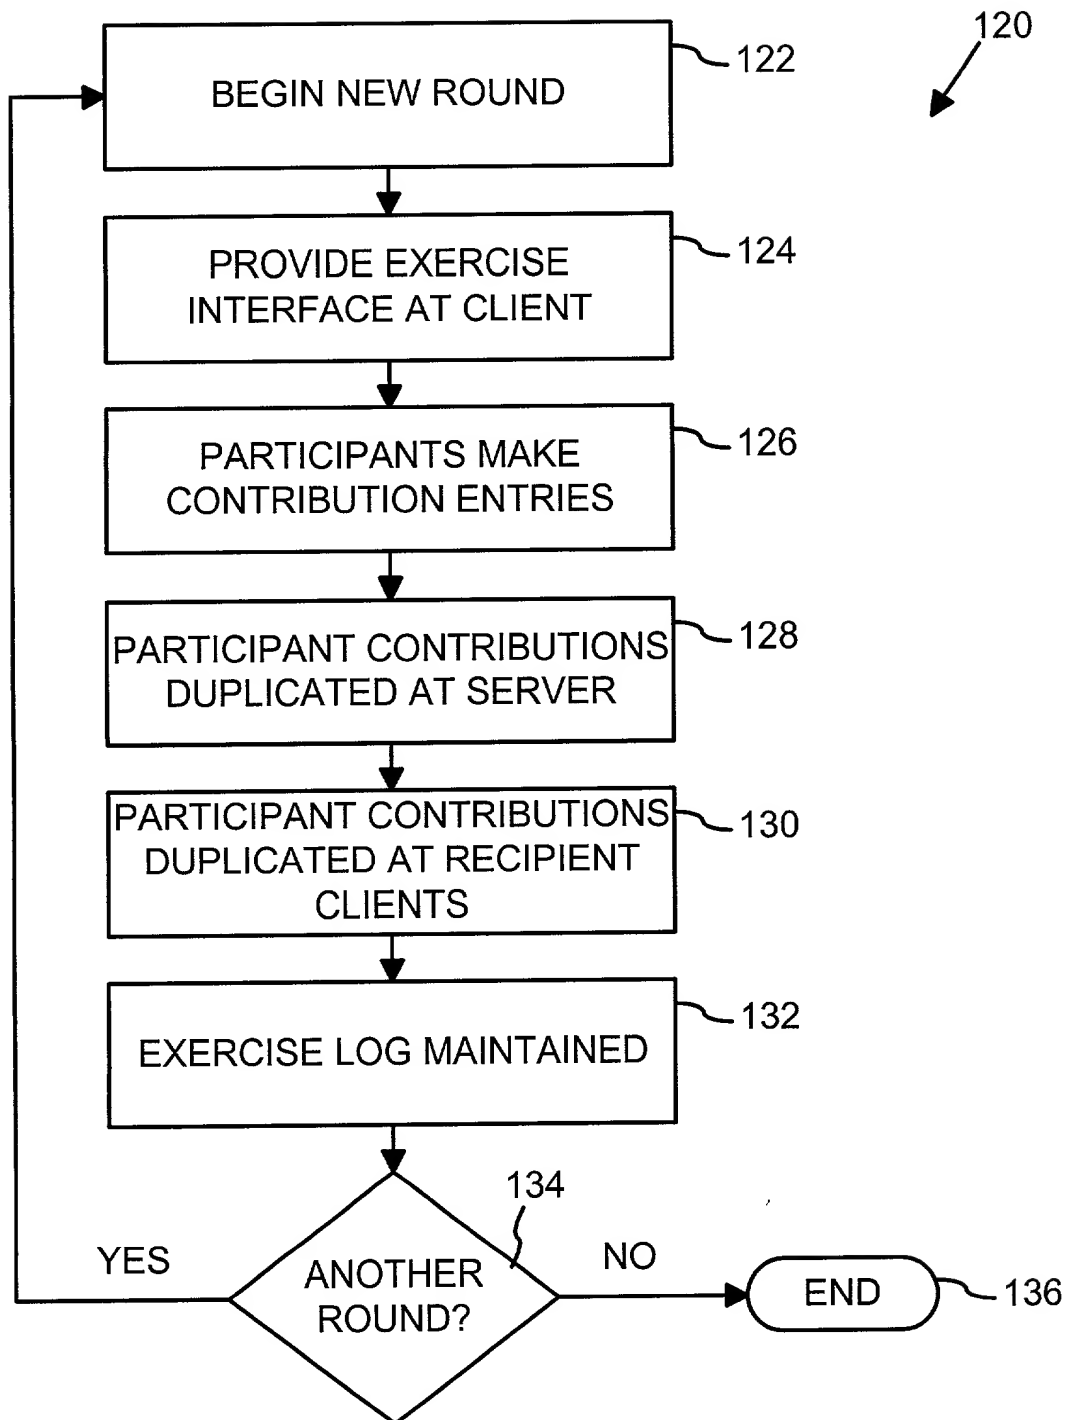 120
122
BEGIN NEW ROUND
124
PROVIDE EXERCISE
INTERFACE AT CLIENT
126
PARTICIPANTS MAKE
CONTRIBUTION ENTRIES
128
PARTICIPANT CONTRIBUTIONS
DUPLICATED AT SERVER
130
PARTICIPANT CONTRIBUTIONS
DUPLICATED AT RECIPIENT
CLIENTS
132
EXERCISE LOG MAINTAINED
134
YES
NO
ANOTHER
ROUND?
END
136